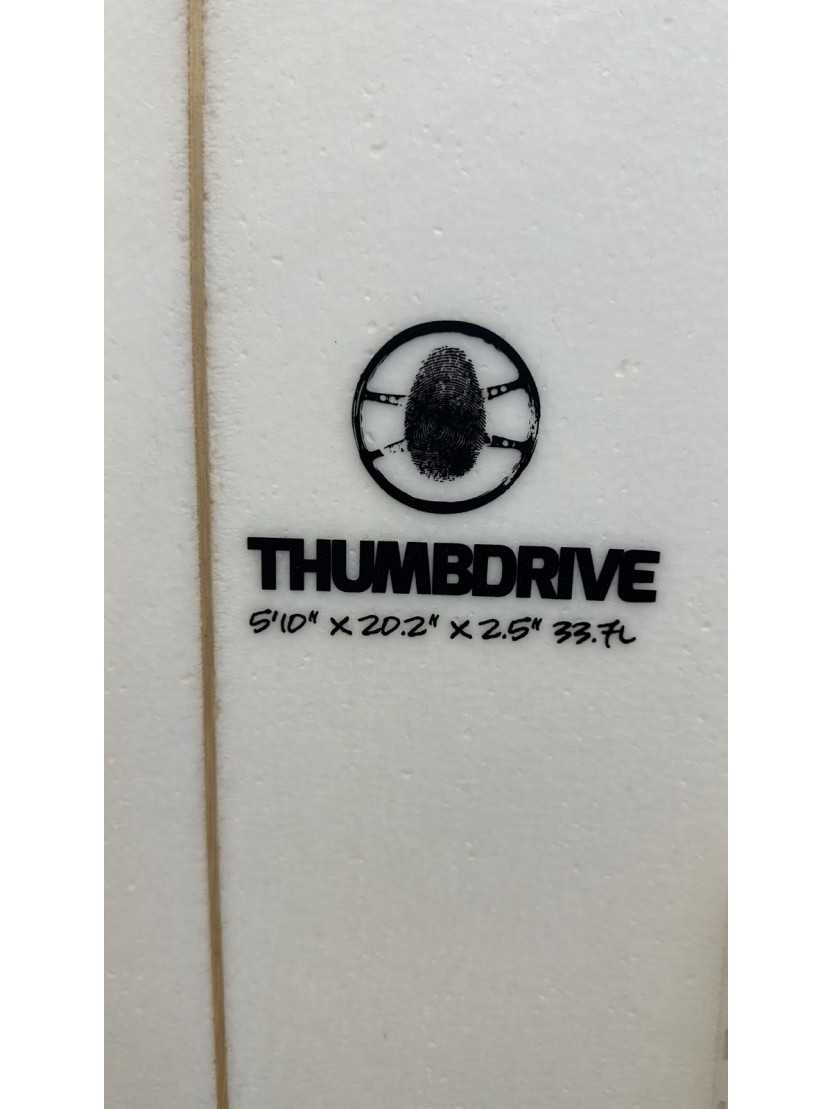 THUMBDRIVE
5'10" x 20.2" x 2.5" 33.7L